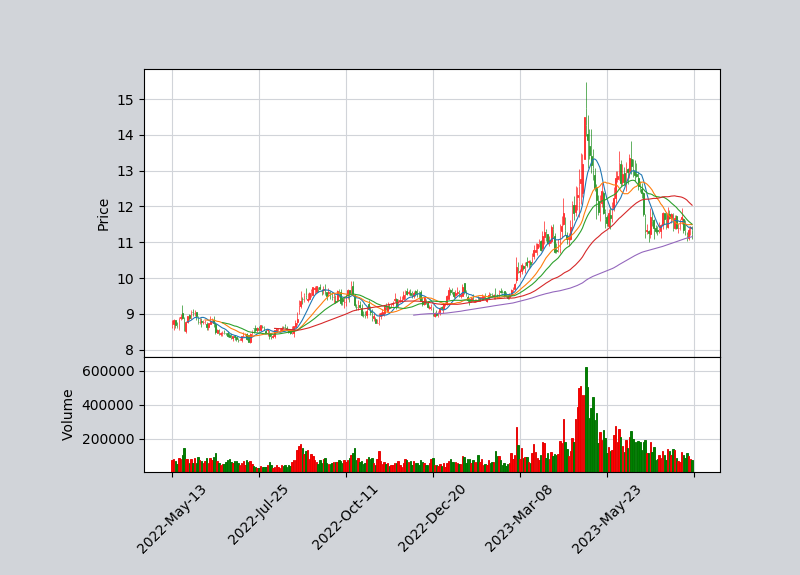 Price
15
14
13
12
11
10
9
8
Volume
600000
400000
200000
2022-May-13
2022-Jul-25
2022-Oct-11
2022-Dec-20
2023-Mar-08
2023-May-23